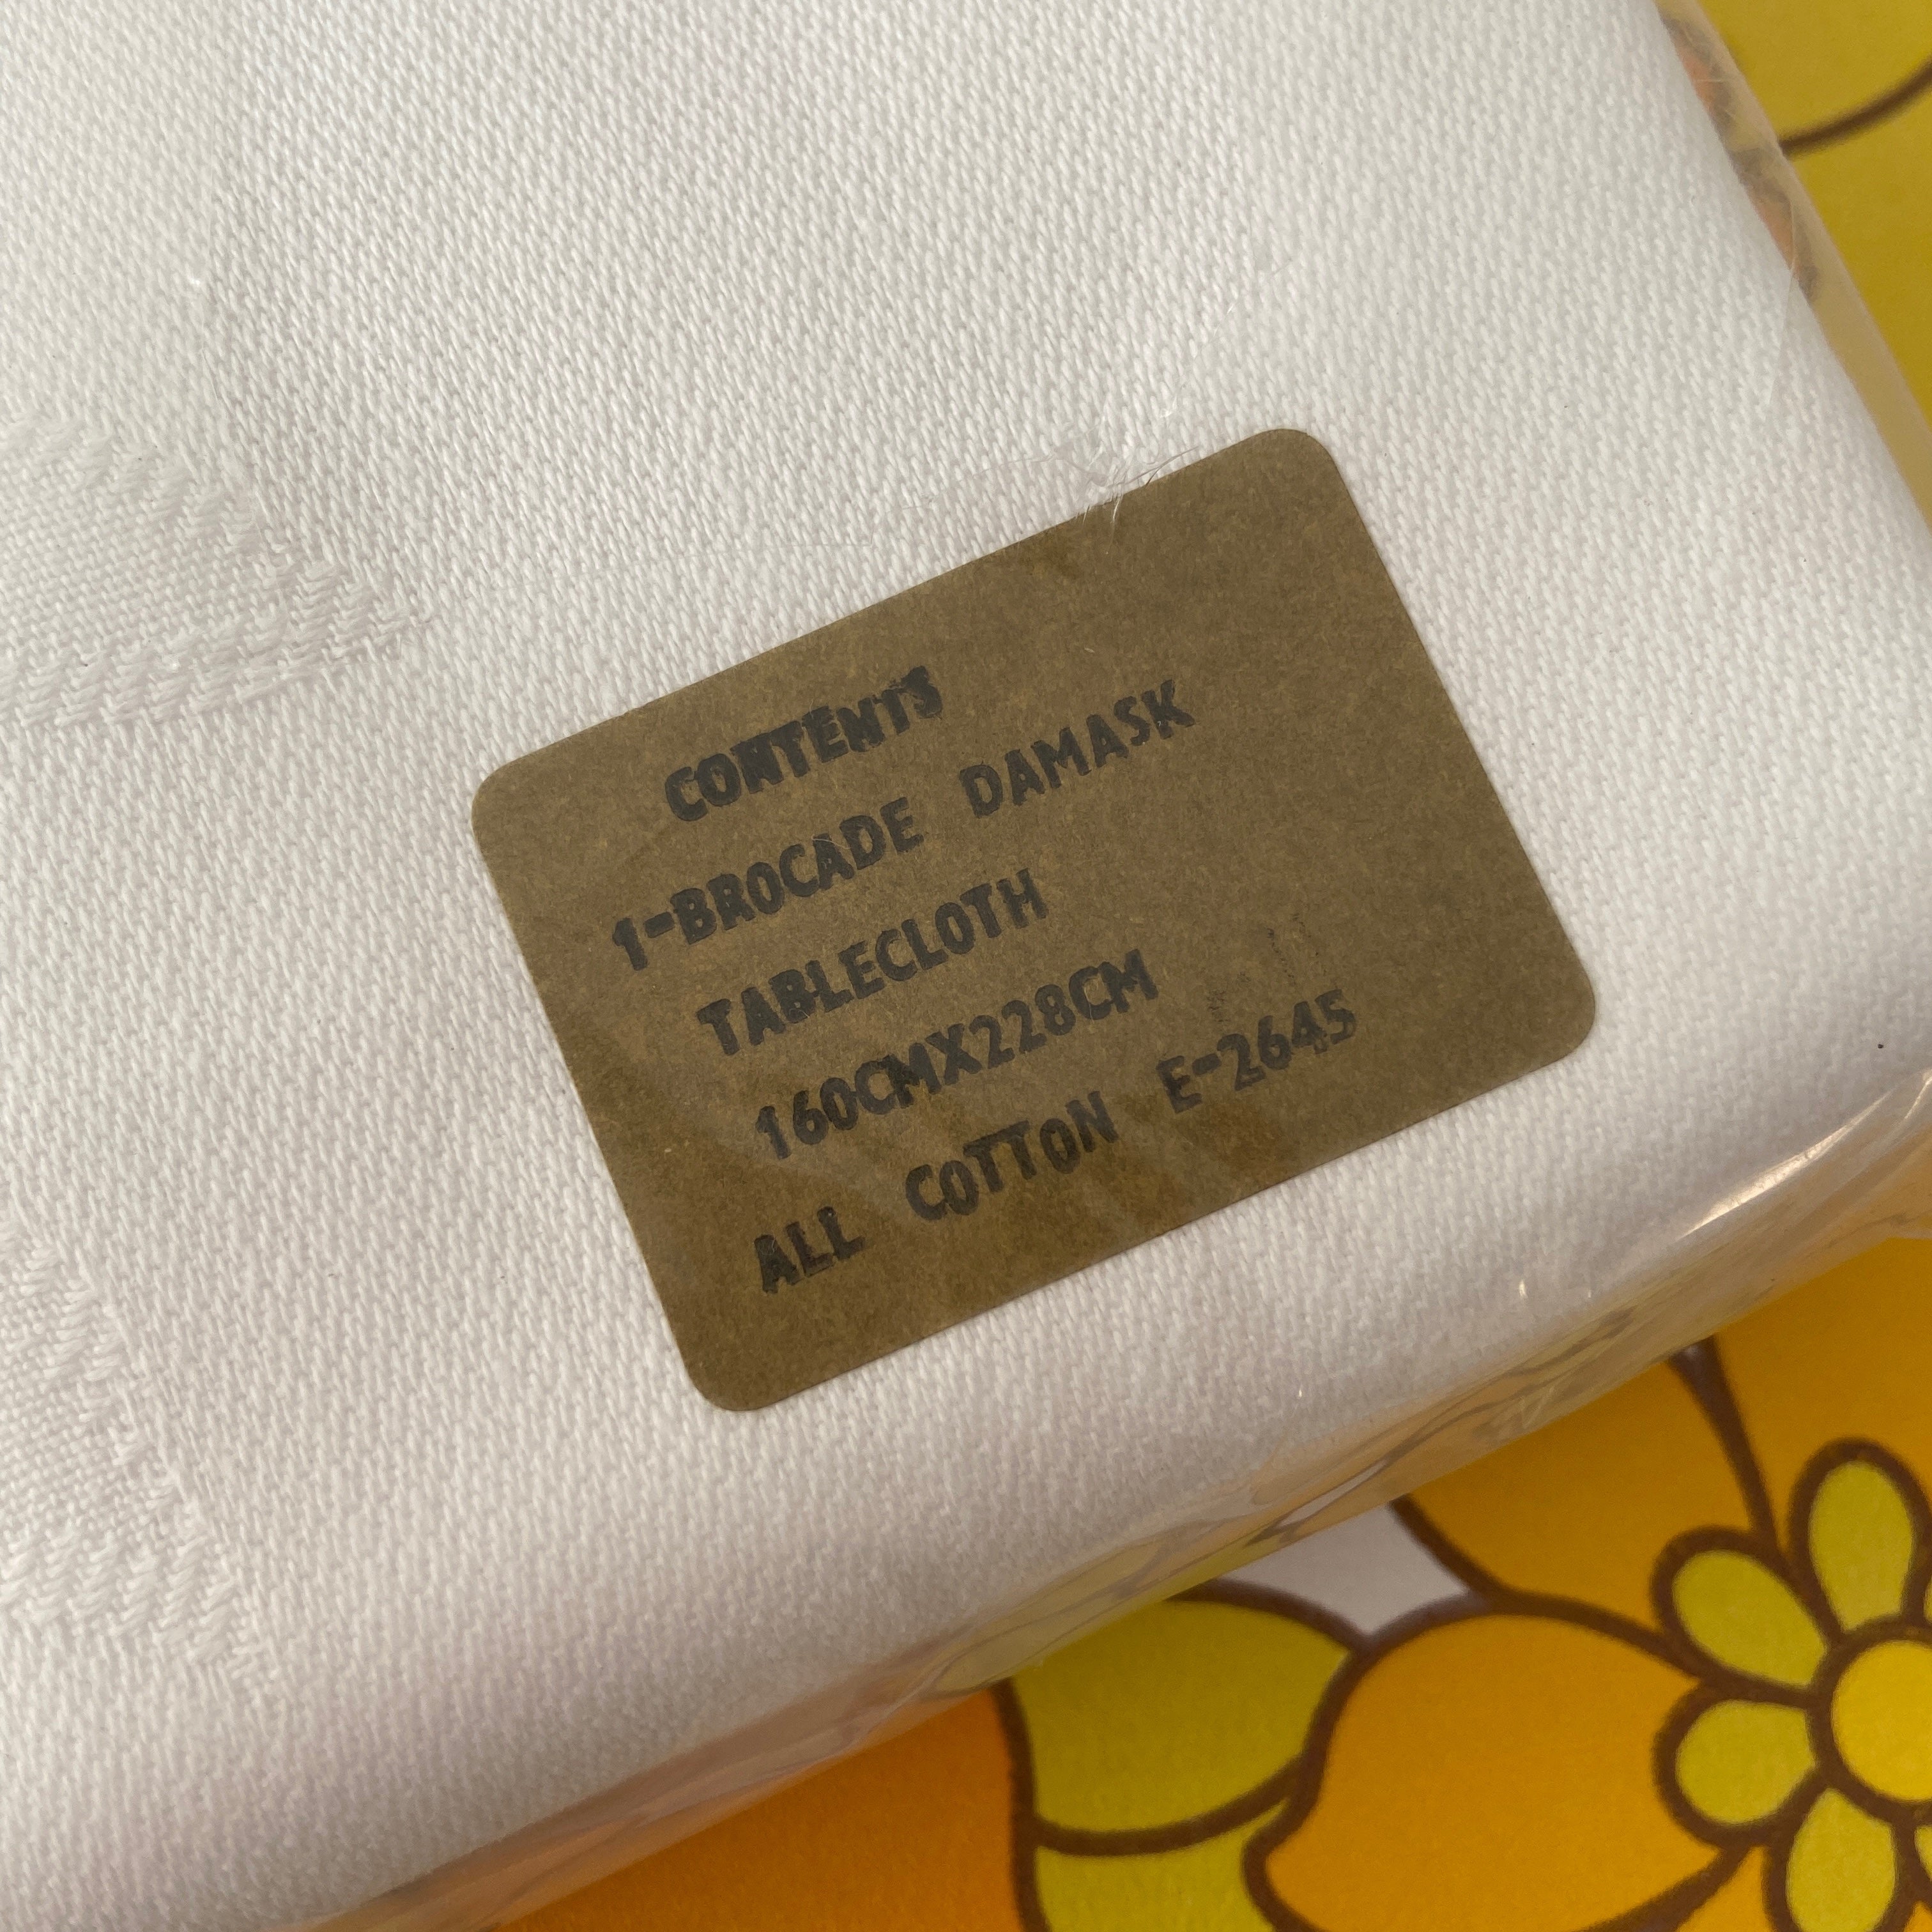 CONTENTS
1-BROCADE DAMASK
TABLECLOTH
160CMX228CM
ALL COTTON E-2645